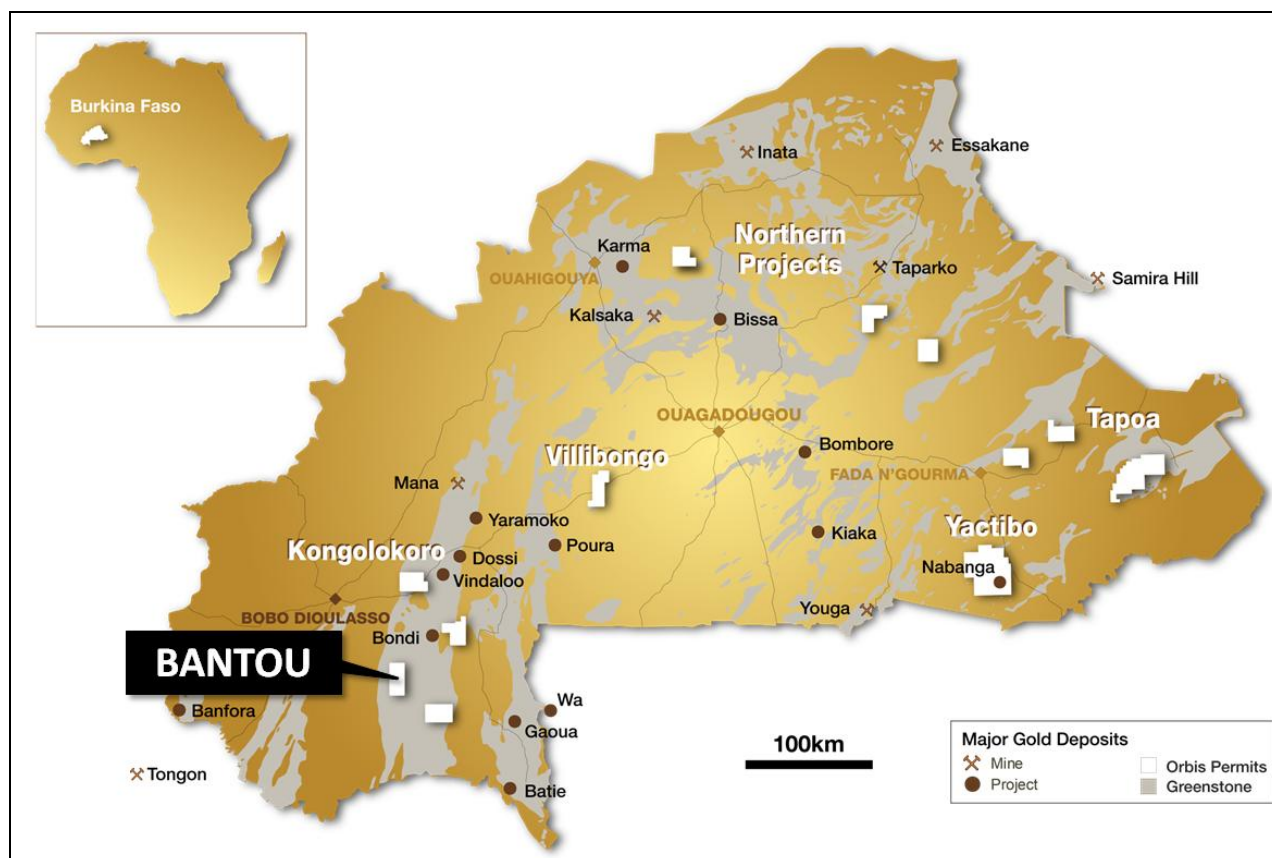 Burkina Faso
Inata
Essakane
Northern
Projects
Karma
OUAHIGOUYA
Taparko
Samira Hill
Kalsaka
Bissa
OUAGADOUGOU
Tapoa
Villibongo
Bombore
FADA N'GOURMA
Mana
Yaramoko
Yactibo
Kongolokoro
Dossi
Poura
Kiaka
Vindaloo
Nabanga
BOBO DIOULASSO
Youga
Bondi
BANTOU
Banfora
Wa
Gaoua
Tongon
Batie
100km
Major Gold Deposits
Mine
Project
Orbis Permits
Greenstone